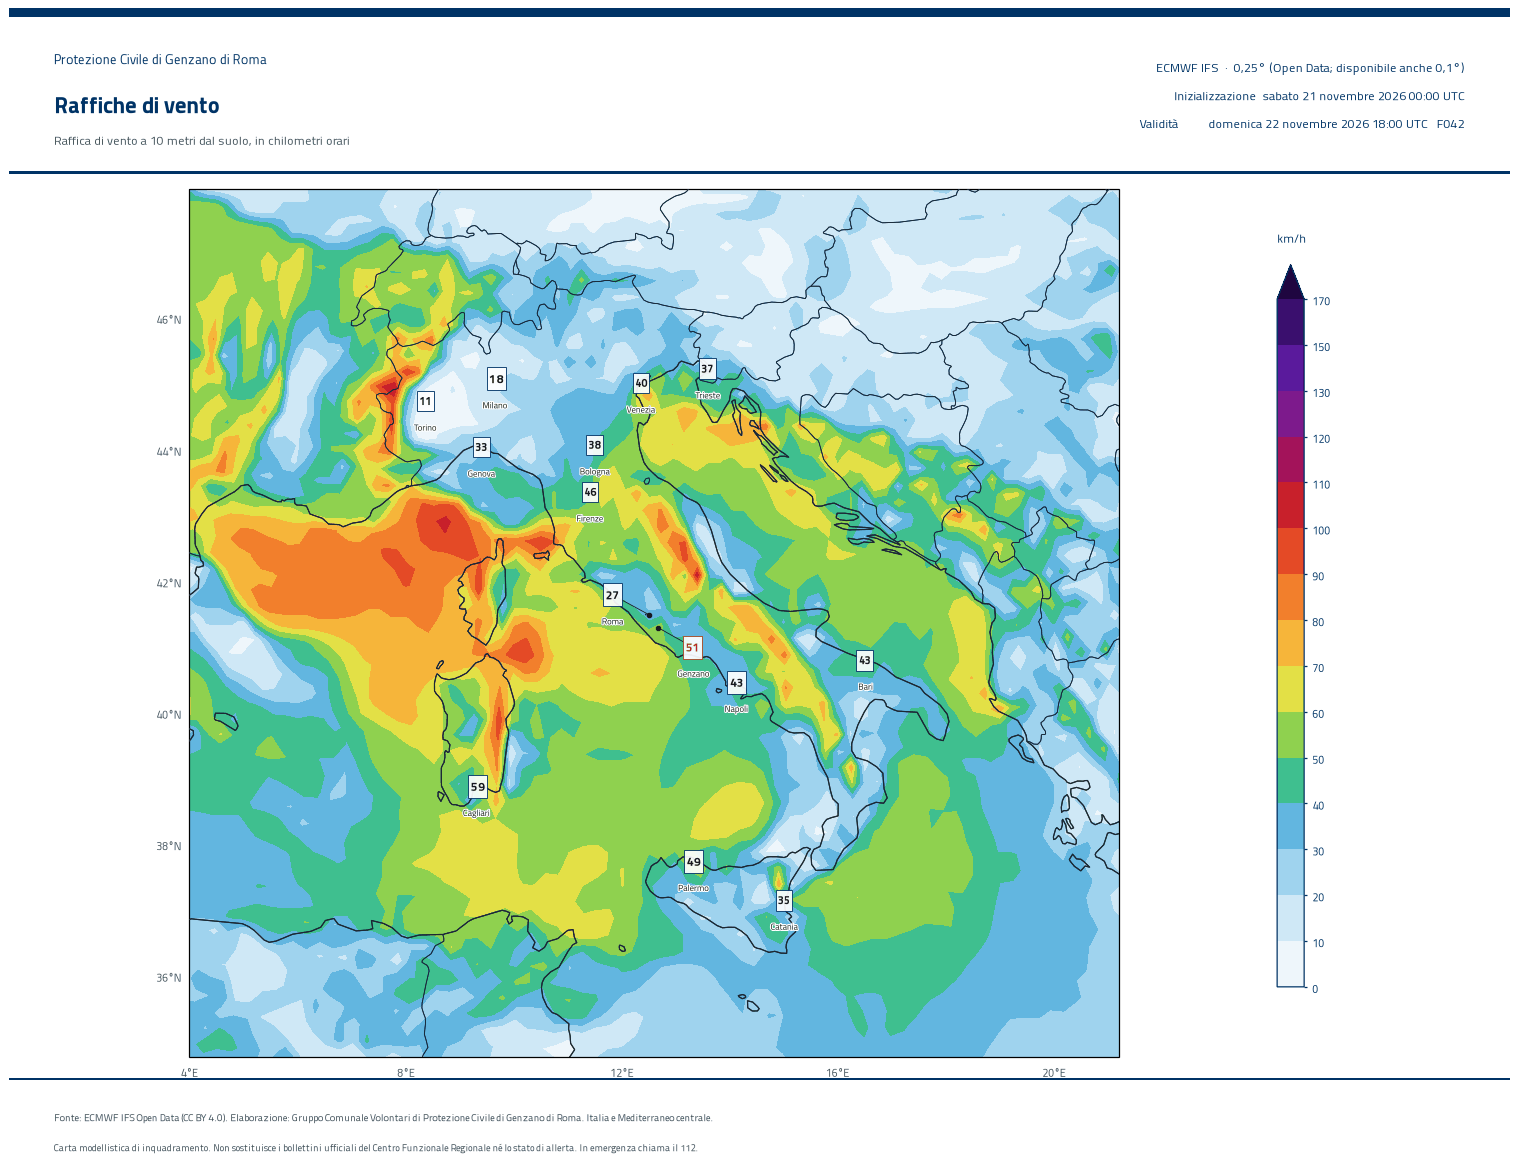 Protezione Civile di Genzano di Roma
Raffiche di vento
Raffica di vento a 10 metri dal suolo, in chilometri orari
ECMWF IFS · 0,25° (Open Data; disponibile anche 0,1°)
Inizializzazione sabato 21 novembre 2026 00:00 UTC
Validità domenica 22 novembre 2026 18:00 UTC F042
km/h
170
150
130
120
110
100
90
80
70
60
50
40
30
20
10
0
46°N
44°N
42°N
40°N
38°N
36°N
4°E
8°E
12°E
16°E
20°E
37
Trieste
18
Milano
40
Venezia
11
Torino
33
Genova
38
Bologna
46
Firenze
27
Roma
51
Genzano
43
Bari
43
Napoli
59
Cagliari
49
Palermo
35
Catania
Fonte: ECMWF IFS Open Data (CC BY 4.0). Elaborazione: Gruppo Comunale Volontari di Protezione Civile di Genzano di Roma. Italia e Mediterraneo centrale.
Carta modellistica di inquadramento. Non sostituisce i bollettini ufficiali del Centro Funzionale Regionale né lo stato di allerta. In emergenza chiama il 112.